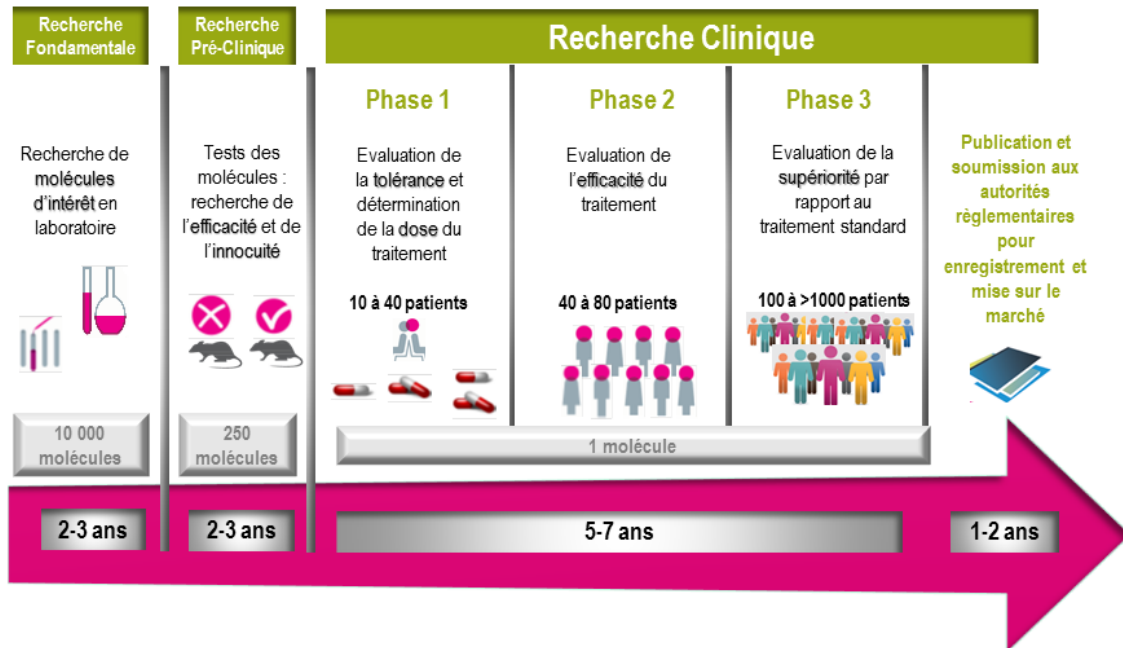 Recherche
Fondamentale
Recherche
Pré-Clinique
Recherche Clinique
Recherche de
molécules
d'intérêt en
laboratoire
Tests des
molécules :
recherche de
l'efficacité et de
l'innocuité
Phase 1
Evaluation de
la tolérance et
détermination
de la dose du
traitement
10 à 40 patients
Phase 2
Evaluation de
l'efficacité du
traitement
40 à 80 patients
Phase 3
Evaluation de la
supériorité par
rapport au
traitement standard
100 à >1000 patients
Publication et
soumission aux
autorités
règlementaires
pour
enregistrement et
mise sur le
marché
10 000
molécules
250
molécules
1 molécule
2-3 ans
2-3 ans
5-7 ans
1-2 ans